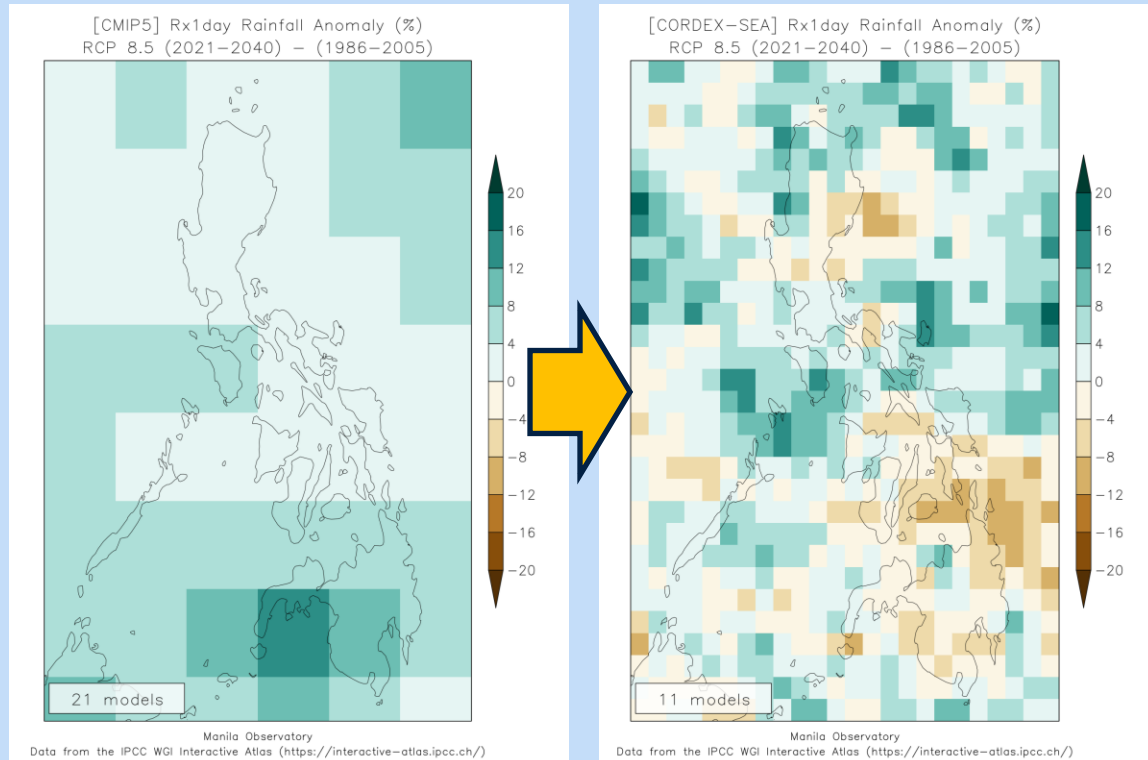 [CMIP5] Rx1day Rainfall Anomaly (%)
RCP 8.5 (2021−2040) − (1986−2005)
20
16
12
8
4
0
−4
−8
−12
−16
−20
21 models
Manila Observatory
Data from the IPCC WGI Interactive Atlas (https://interactive-atlas.ipcc.ch/)
[CORDEX−SEA] Rx1day Rainfall Anomaly (%)
RCP 8.5 (2021−2040) − (1986−2005)
20
16
12
8
4
0
−4
−8
−12
−16
−20
11 models
Manila Observatory
Data from the IPCC WGI Interactive Atlas (https://interactive-atlas.ipcc.ch/)